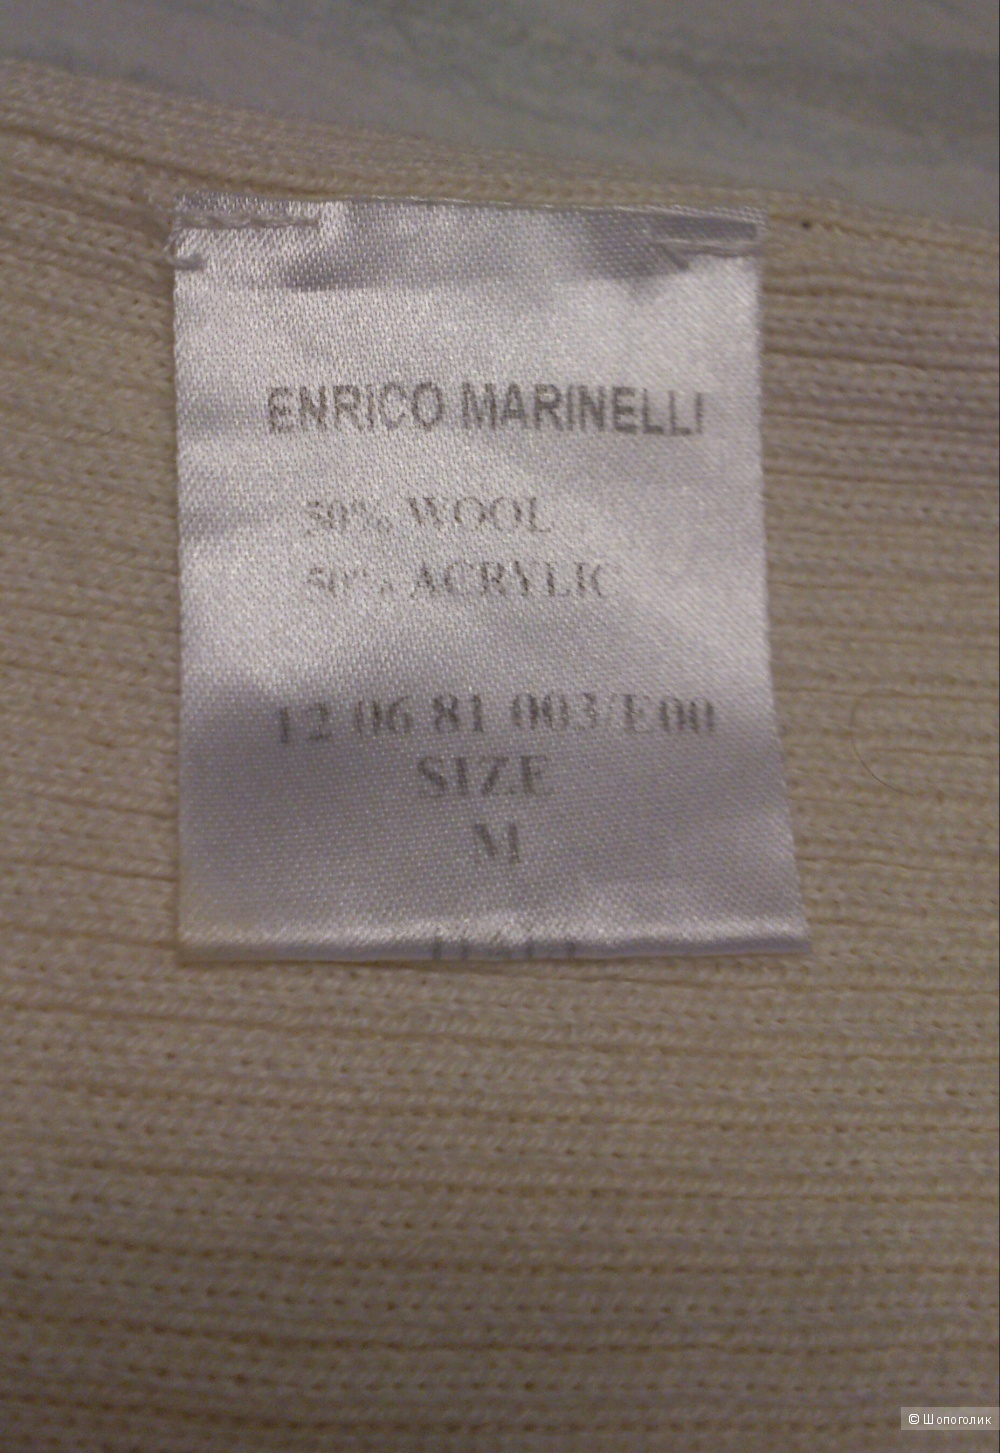 ENRICO MARINELLI
50% WOOL
50% ACRYLIC
12 06 81 003/E00
SIZE
M
© Шопоголик